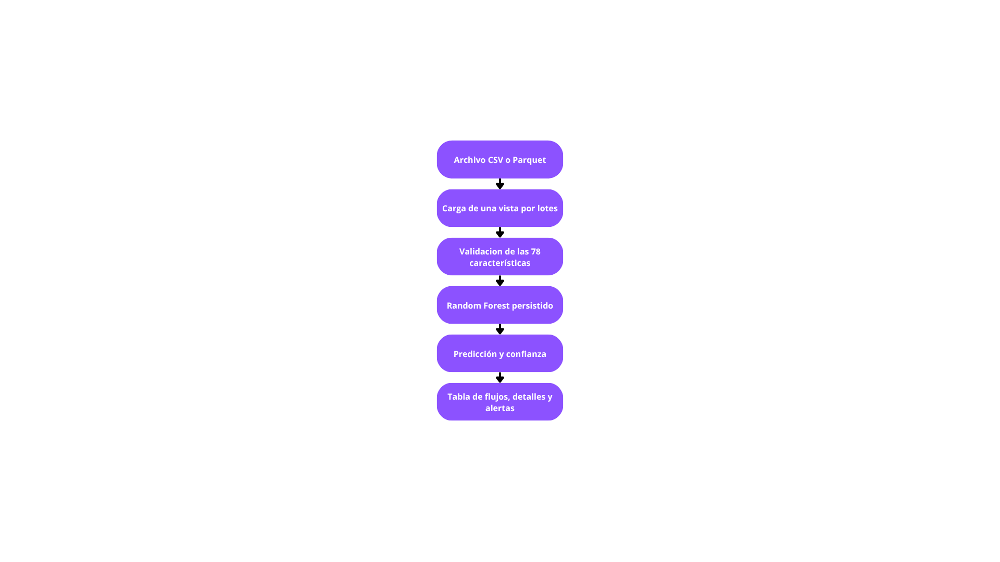 Archivo CSV o Parquet
Carga de una vista por lotes
Validacion de las 78
características
Random Forest persistido
Predicción y confianza
Tabla de flujos, detalles y
alertas